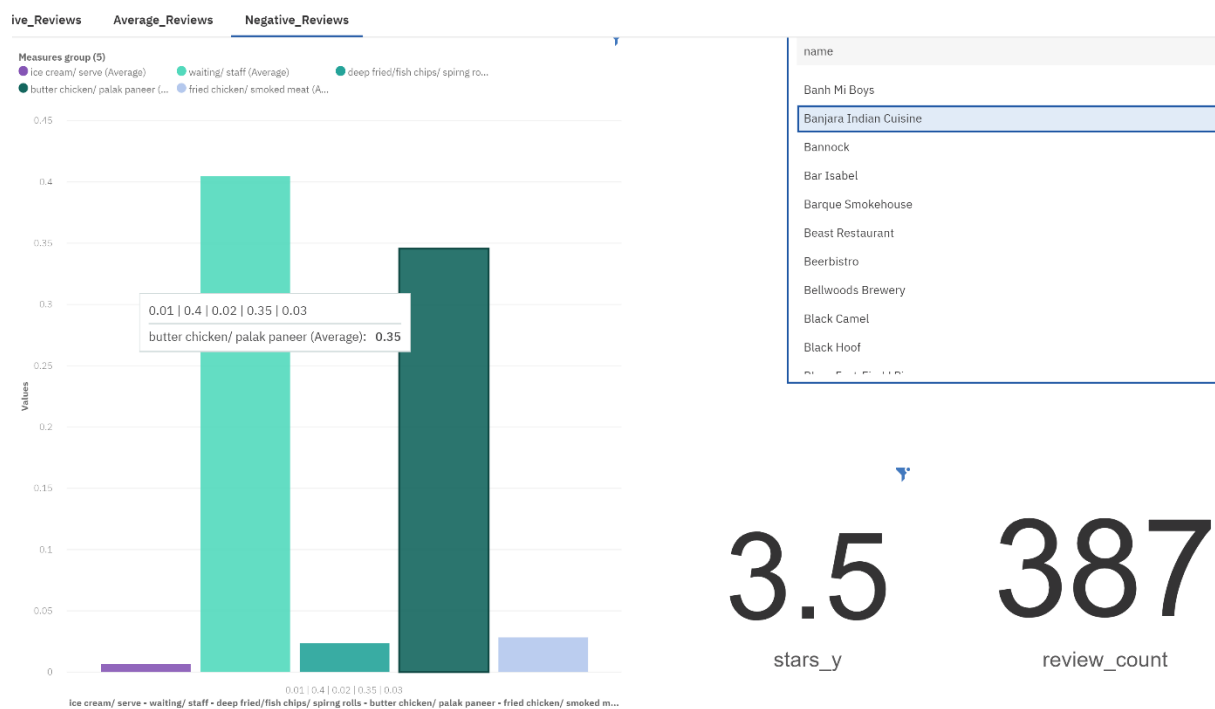 ive_Reviews Average_Reviews Negative_Reviews
Measures group (5)
ice cream/ serve (Average) waiting/ staff (Average) deep fried/fish chips/ spirng ro...
butter chicken/ palak paneer (... fried chicken/ smoked meat (A...
0.45
0.4
0.35
0.3
0.25
0.2
0.15
0.1
0.05
0
Values
0.01 | 0.4 | 0.02 | 0.35 | 0.03
butter chicken/ palak paneer (Average): 0.35
0.01 | 0.4 | 0.02 | 0.35 | 0.03
ice cream/ serve - waiting/ staff - deep fried/fish chips/ spirng rolls - butter chicken/ palak paneer - fried chicken/ smoked m...
name
Banh Mi Boys
Banjara Indian Cuisine
Bannock
Bar Isabel
Barque Smokehouse
Beast Restaurant
Beerbistro
Bellwoods Brewery
Black Camel
Black Hoof
3.5
stars_y
387
review_count